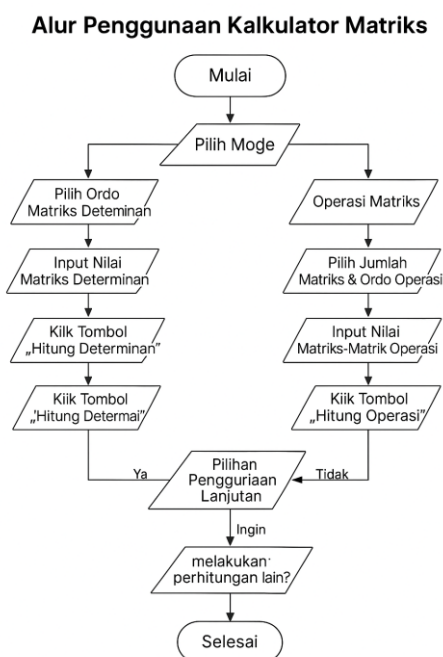 Alur Penggunaan Kalkulator Matriks
Mulai
Pilih Mode
Pilih Ordo
Matriks Deteminan
Operasi Matriks
Input Nilai
Matriks Determinan
Pilih Jumlah
Matriks & Ordo Operasi
Kilk Tombol
„Hitung Determinan”
Input Nilai
Matriks-Matrik Operasi
Kiik Tombol
„Hitung Determai”
Kiik Tombol
„Hitung Operasi”
Ya
Pilihan
Pengguriaan
Lanjutan
Tidak
Ingin
melakukan
perhitungan lain?
Selesai